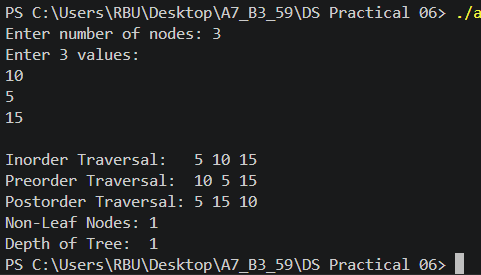 PS C:\Users\RBU\Desktop\A7_B3_59\DS Practical 06> ./a
Enter number of nodes: 3
Enter 3 values:
10
5
15
Inorder Traversal:   5 10 15
Preorder Traversal:  10 5 15
Postorder Traversal: 5 15 10
Non-Leaf Nodes: 1
Depth of Tree:  1
PS C:\Users\RBU\Desktop\A7_B3_59\DS Practical 06>